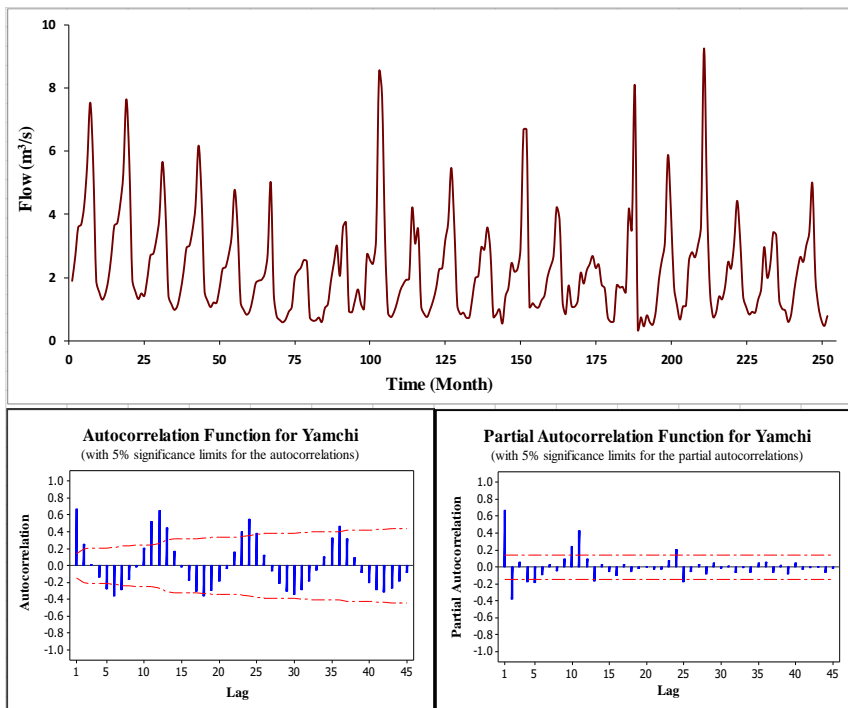 10
8
6
4
2
0
Flow (m³/s)
0 25 50 75 100 125 150 175 200 225 250
Time (Month)
Autocorrelation Function for Yamchi
(with 5% significance limits for the autocorrelations)
1.0
0.8
0.6
0.4
0.2
0.0
-0.2
-0.4
-0.6
-0.8
-1.0
Autocorrelation
1 5 10 15 20 25 30 35 40 45
Lag
Partial Autocorrelation Function for Yamchi
(with 5% significance limits for the partial autocorrelations)
1.0
0.8
0.6
0.4
0.2
0.0
-0.2
-0.4
-0.6
-0.8
-1.0
Partial Autocorrelation
1 5 10 15 20 25 30 35 40 45
Lag